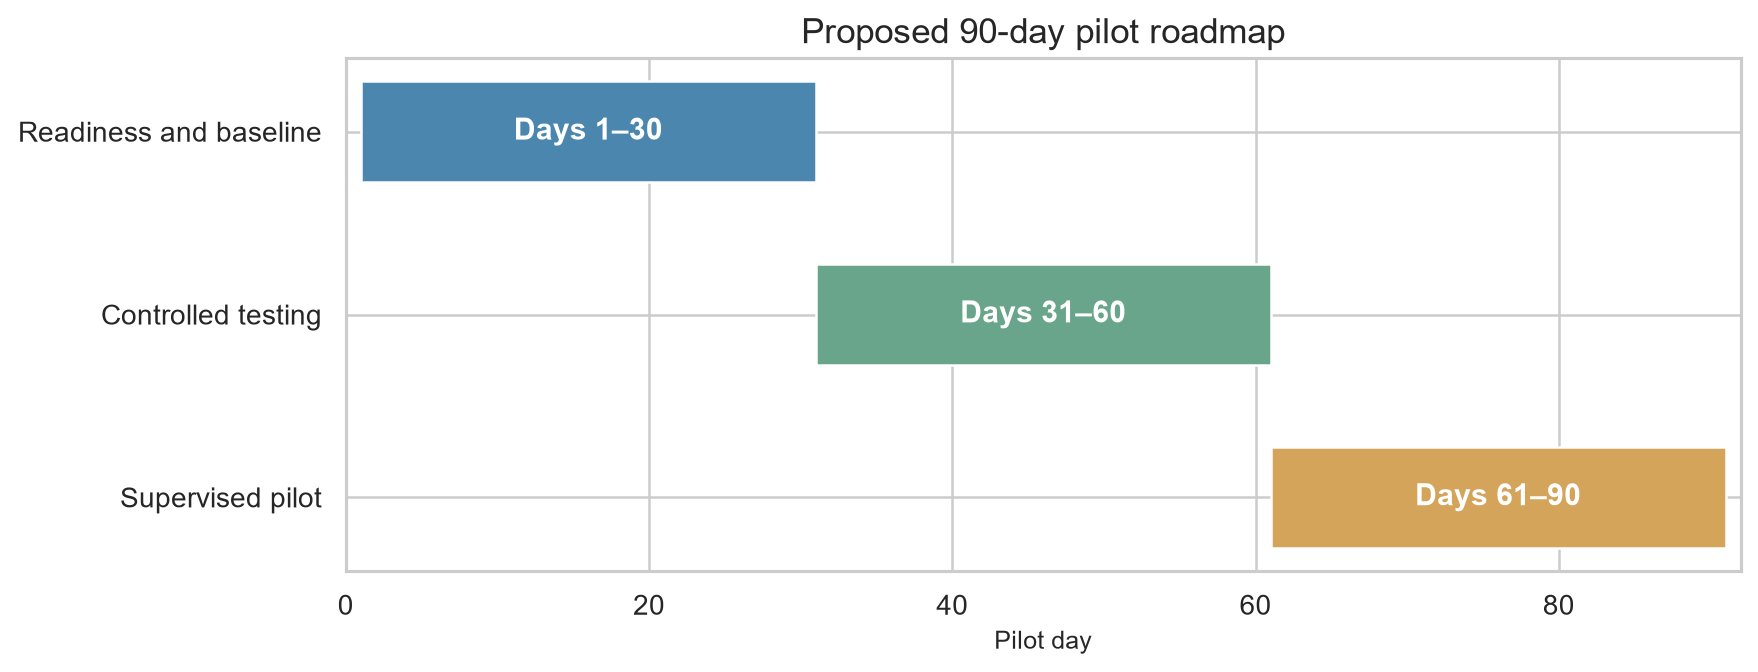 Proposed 90-day pilot roadmap
Readiness and baseline
Days 1–30
Controlled testing
Days 31–60
Supervised pilot
Days 61–90
0 20 40 60 80
Pilot day